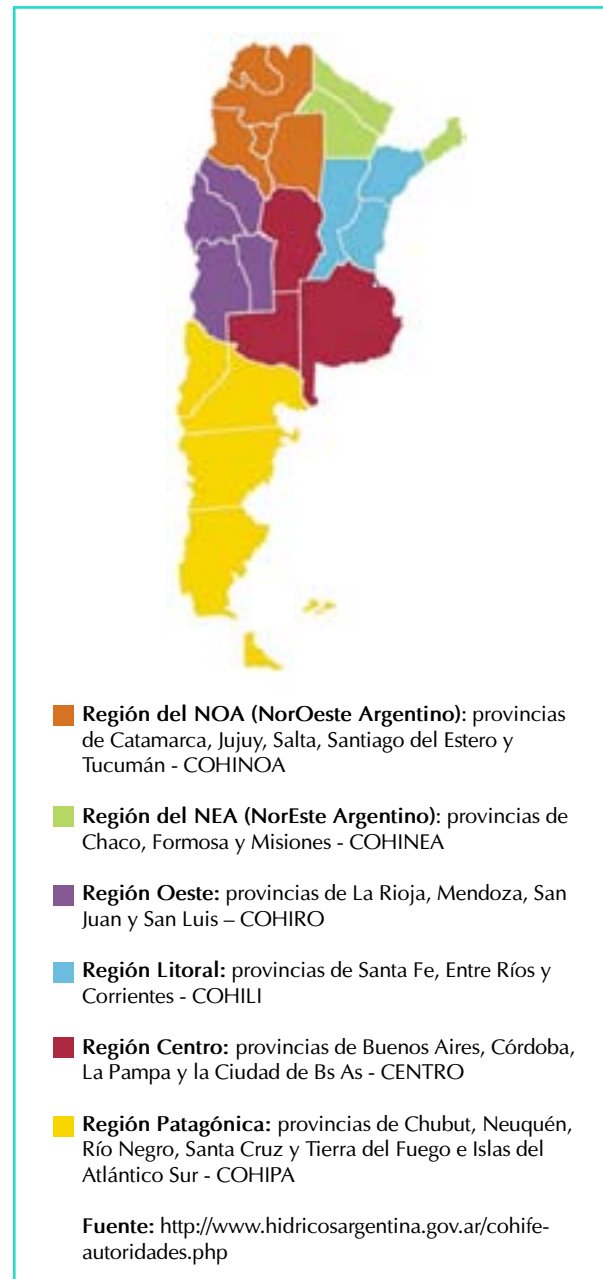 Región del NOA (NorOeste Argentino): provincias
de Catamarca, Jujuy, Salta, Santiago del Estero y
Tucumán - COHINOA
Región del NEA (NorEste Argentino): provincias de
Chaco, Formosa y Misiones - COHINEA
Región Oeste: provincias de La Rioja, Mendoza, San
Juan y San Luis – COHIRO
Región Litoral: provincias de Santa Fe, Entre Ríos y
Corrientes - COHILI
Región Centro: provincias de Buenos Aires, Córdoba,
La Pampa y la Ciudad de Bs As - CENTRO
Región Patagónica: provincias de Chubut, Neuquén,
Río Negro, Santa Cruz y Tierra del Fuego e Islas del
Atlántico Sur - COHIPA
Fuente: http://www.hidricosargentina.gov.ar/cohife-
autoridades.php